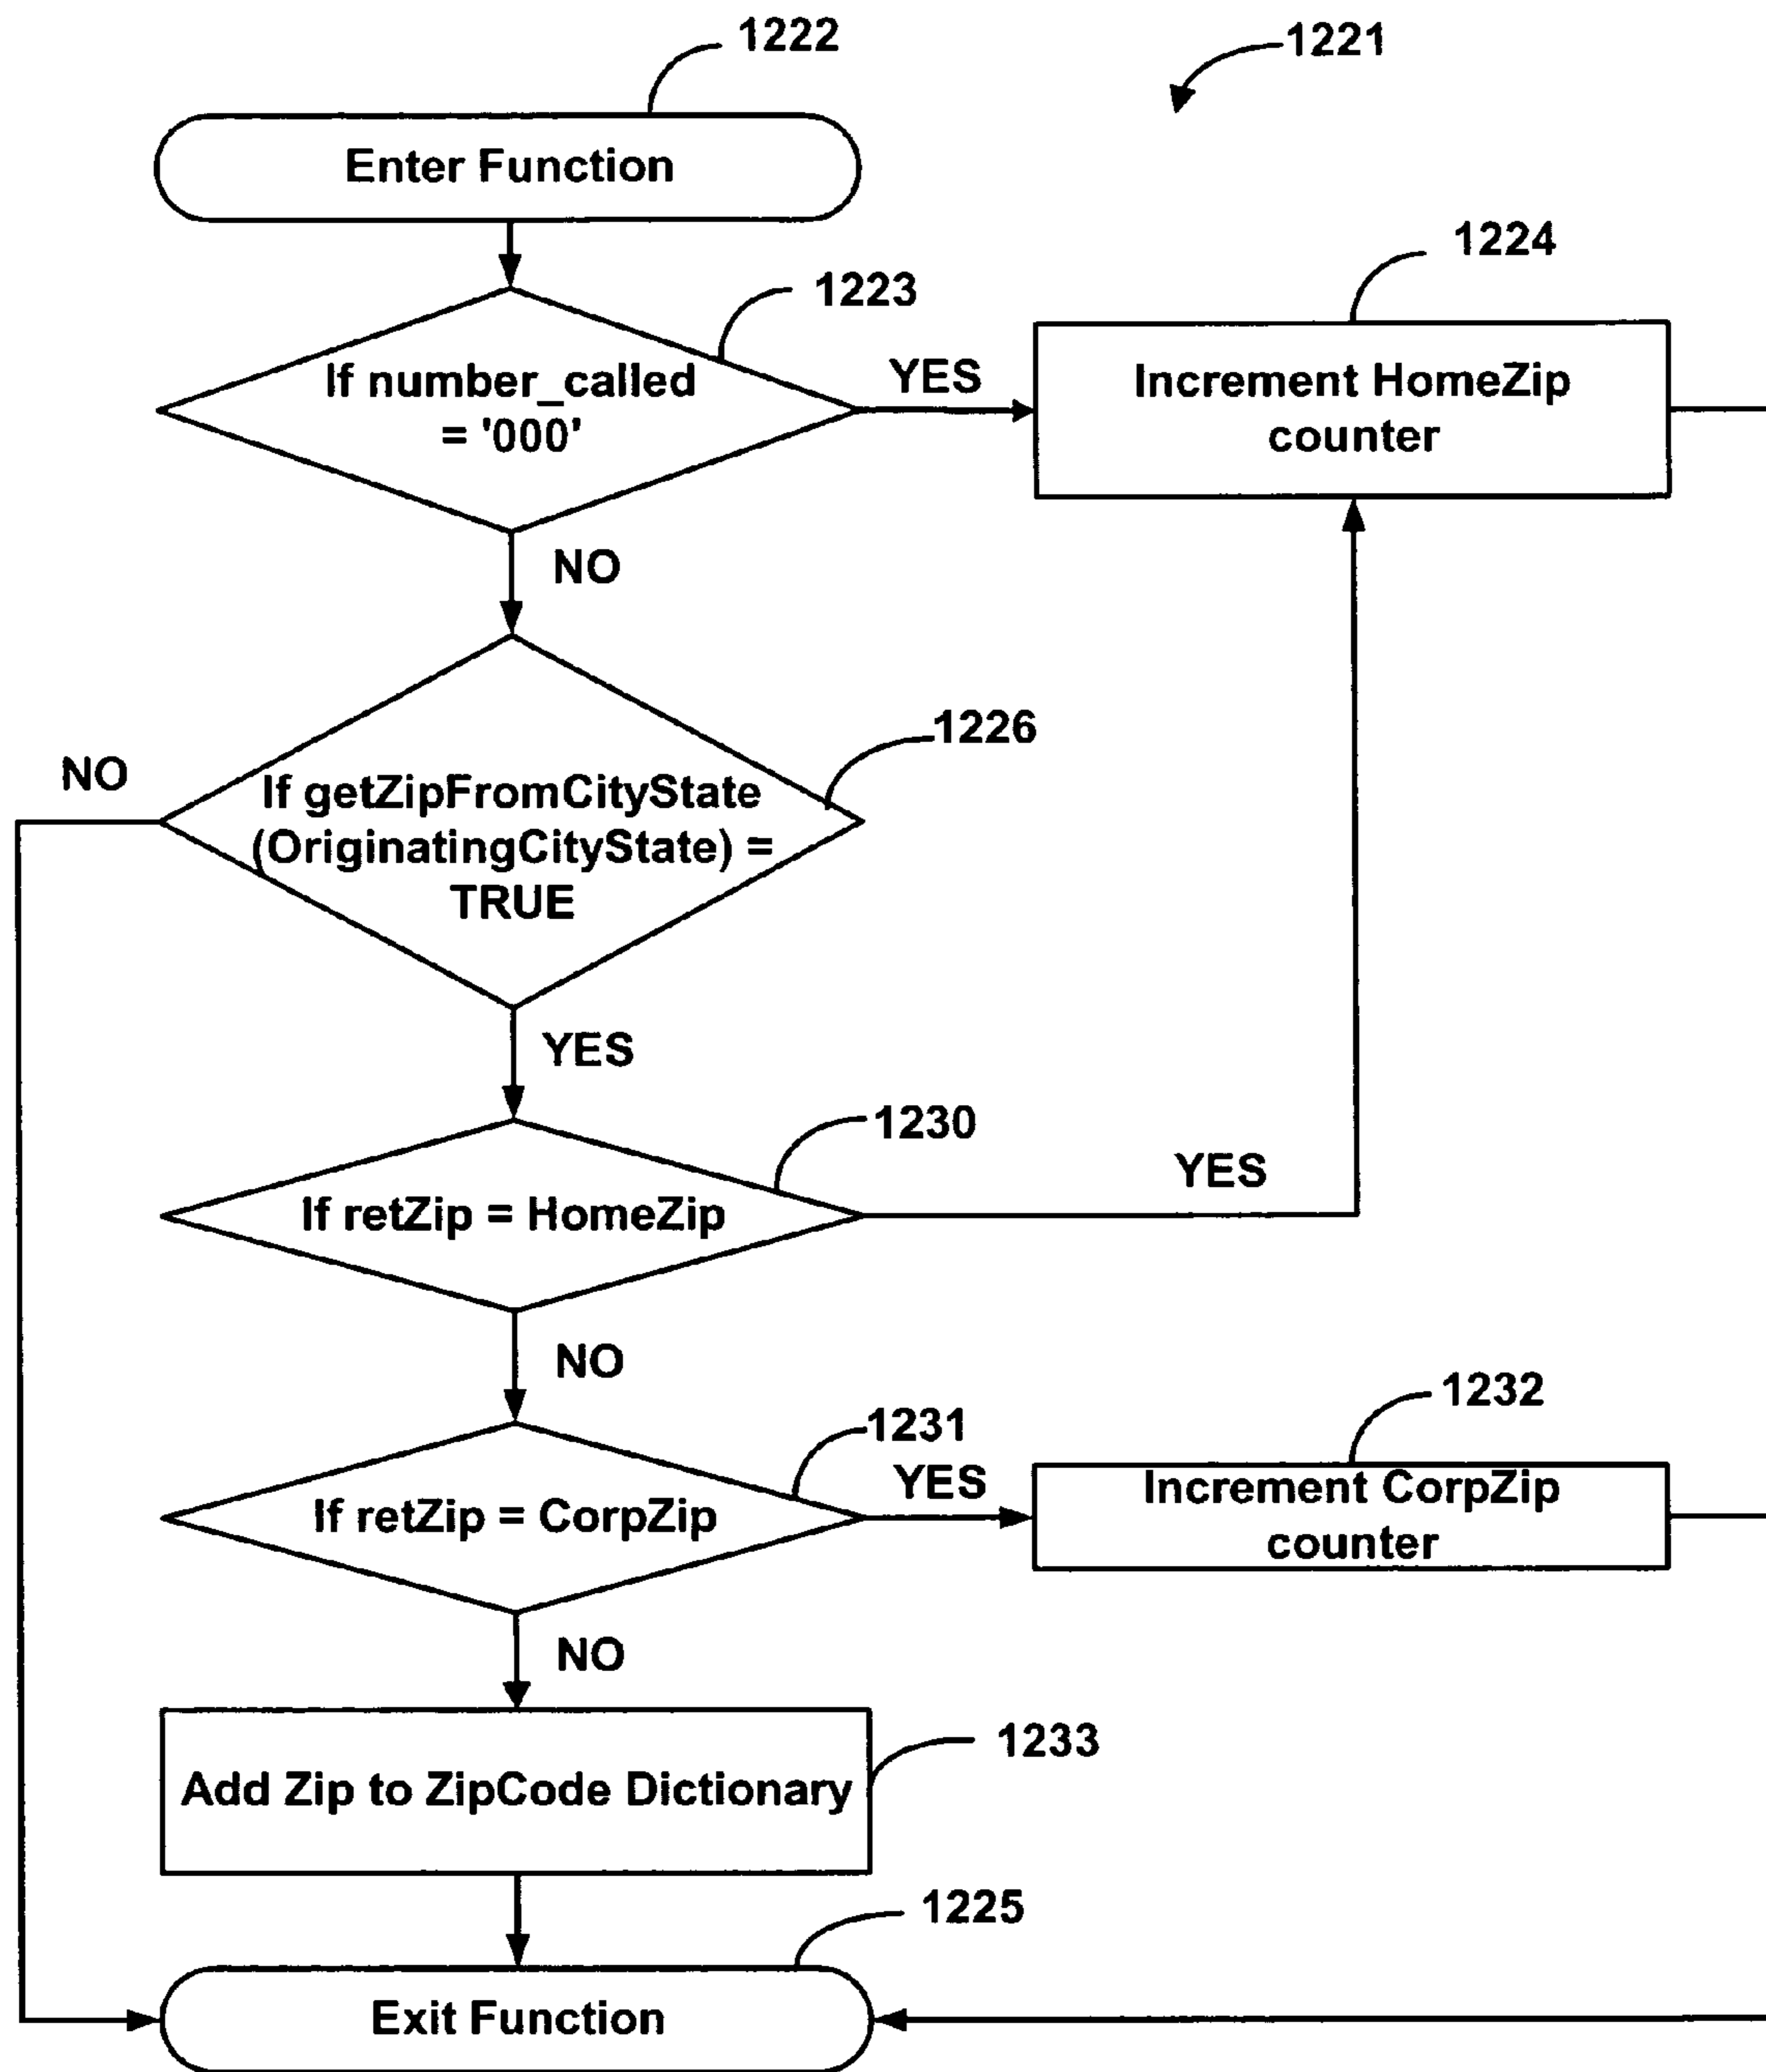 1222
1221
Enter Function
1223
1224
If number_called
= '000'
YES
Increment HomeZip
counter
NO
1226
NO
If getZipFromCityState
(OriginatingCityState) =
TRUE
YES
1230
YES
If retZip = HomeZip
NO
1231
1232
YES
If retZip = CorpZip
Increment CorpZip
counter
NO
1233
Add Zip to ZipCode Dictionary
1225
Exit Function